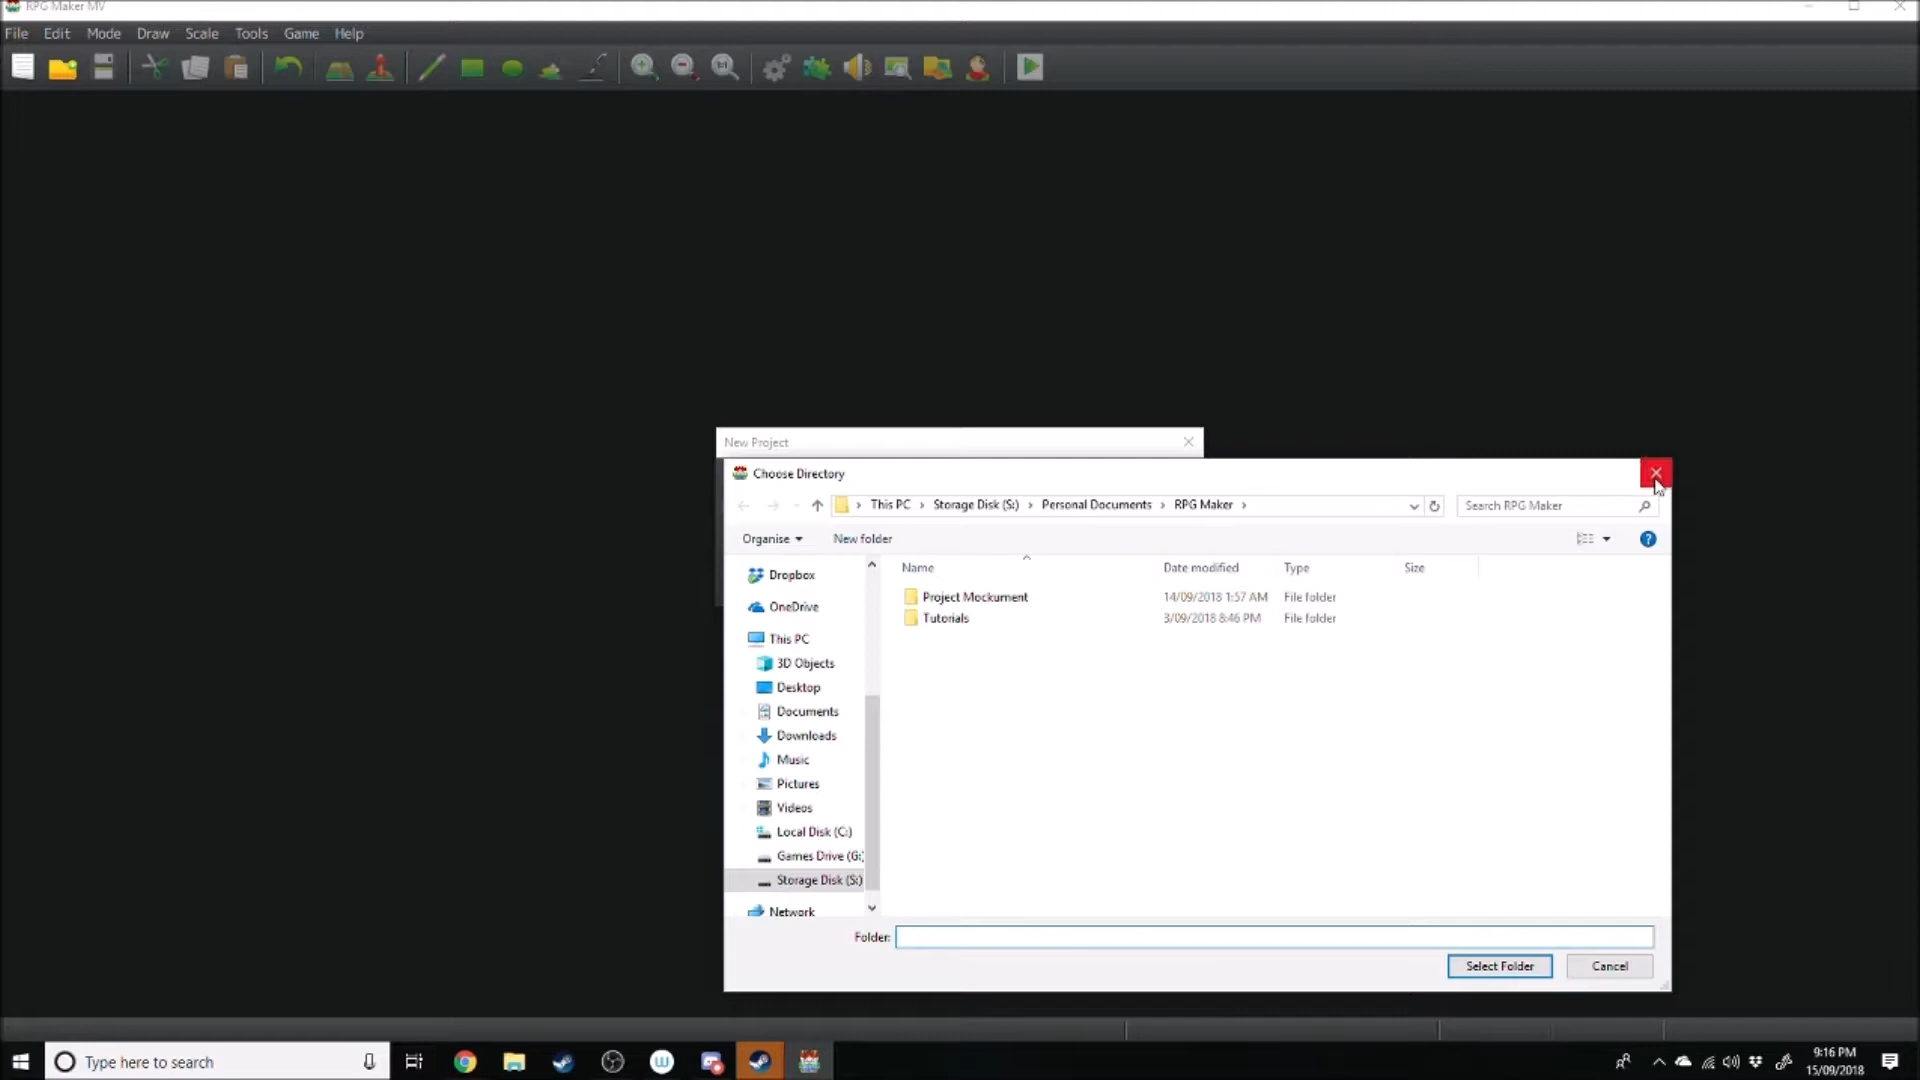 RPG Maker MV
File Edit Mode Draw Scale Tools Game Help
New Project
Choose Directory
This PC Storage Disk (S:) Personal Documents RPG Maker
Search RPG Maker
Organise New folder
Name Date modified Type Size
Project Mockument 14/09/2018 1:57 AM File folder
Tutorials 3/09/2018 8:46 PM File folder
Dropbox
OneDrive
This PC
3D Objects
Desktop
Documents
Downloads
Music
Pictures
Videos
Local Disk (C:)
Games Drive (G:
Storage Disk (S:)
Network
Folder:
Select Folder Cancel
Type here to search
9:16 PM
15/09/2018